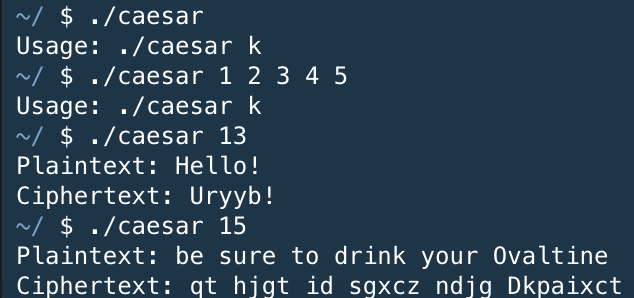 ~/ $ ./caesar
Usage: ./caesar k
~/ $ ./caesar 1 2 3 4 5
Usage: ./caesar k
~/ $ ./caesar 13
Plaintext: Hello!
Ciphertext: Uryyb!
~/ $ ./caesar 15
Plaintext: be sure to drink your Ovaltine
Ciphertext: qt hjgt id sgxcz ndjg Dkpaixct